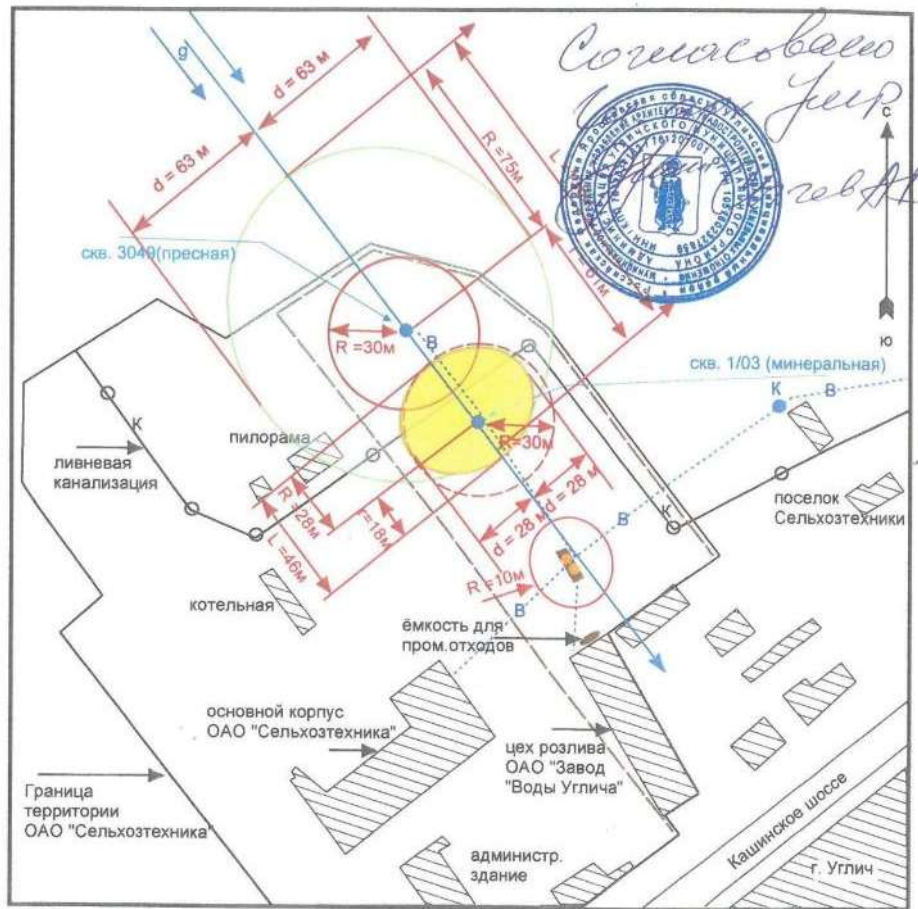 Согласовано
g
d = 63 м
d = 63 м
R =75м
L
с
ю
скв. 3049(пресная)
R =30м
В
скв. 1/03 (минеральная)
К
В
R=30м
пилорама
К
ливневая
канализация
R =28м
r=18м
L =46м
d = 28 м
d = 28 м
В
К
поселок
Сельхозтехники
R =10м
В
котельная
ёмкость для
пром.отходов
основной корпус
ОАО "Сельхозтехника"
цех розлива
ОАО "Завод
"Воды Углича"
Граница
территории
ОАО "Сельхозтехника"
администр.
здание
Кашинское шоссе
г. Углич